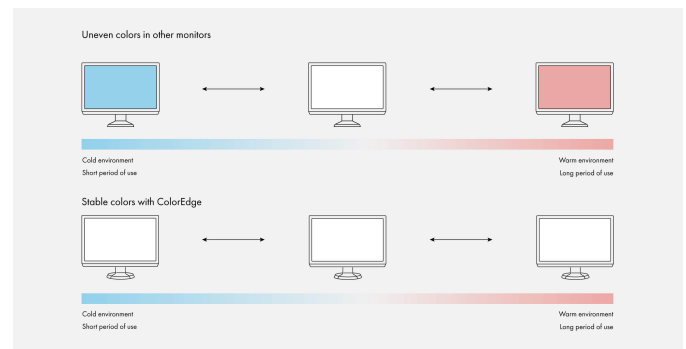 Uneven colors in other monitors
Cold environment
Short period of use
Warm environment
Long period of use
Stable colors with ColorEdge
Cold environment
Short period of use
Warm environment
Long period of use